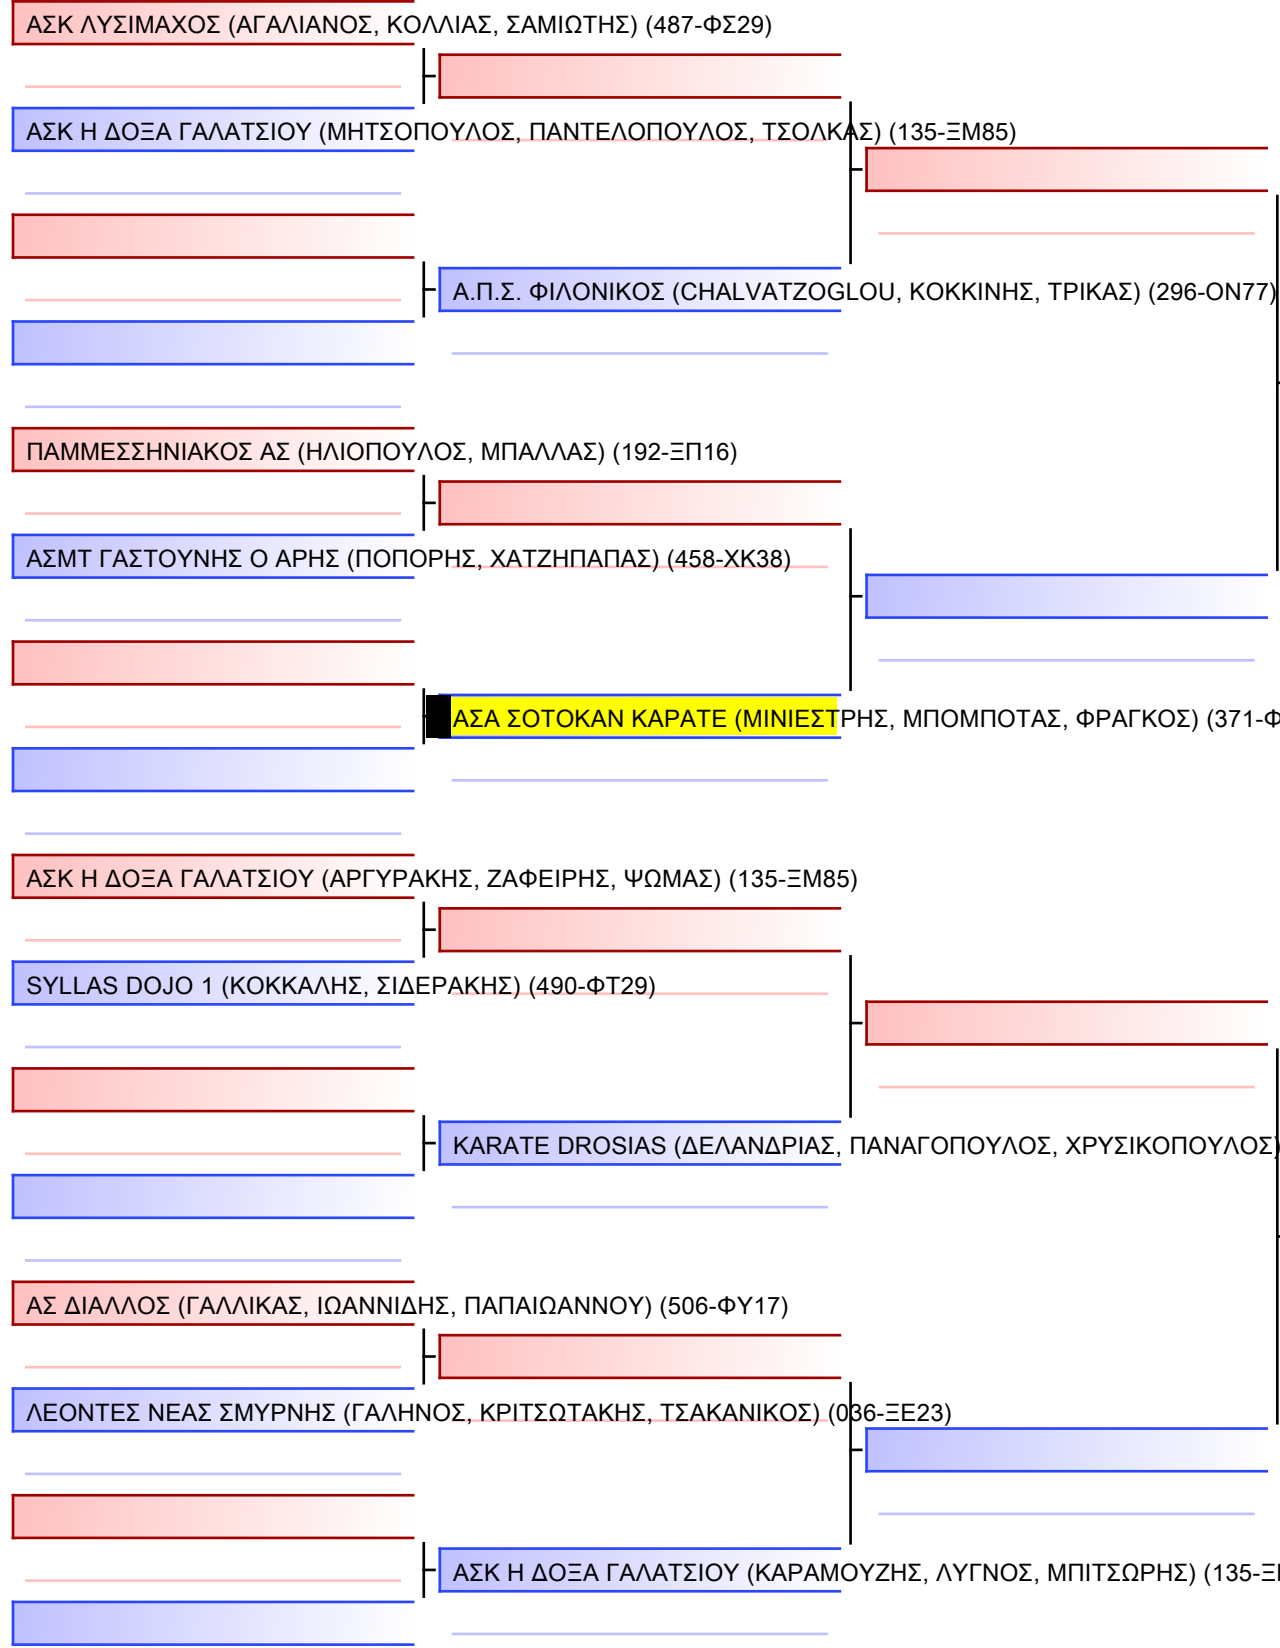 ΑΣΚ ΛΥΣΙΜΑΧΟΣ (ΑΓΑΛΙΑΝΟΣ, ΚΟΛΛΙΑΣ, ΣΑΜΙΩΤΗΣ) (487-ΦΣ29)
ΑΣΚ Η ΔΟΞΑ ΓΑΛΑΤΣΙΟΥ (ΜΗΤΣΟΠΟΥΛΟΣ, ΠΑΝΤΕΛΟΠΟΥΛΟΣ, ΤΣΟΛΚΑΣ) (135-ΞΜ85)
Α.Π.Σ. ΦΙΛΟΝΙΚΟΣ (CHALVATZOGLOU, ΚΟΚΚΙΝΗΣ, ΤΡΙΚΑΣ) (296-ΟΝ77)
ΠΑΜΜΕΣΣΗΝΙΑΚΟΣ ΑΣ (ΗΛΙΟΠΟΥΛΟΣ, ΜΠΑΛΛΑΣ) (192-ΞΠ16)
ΑΣΜΤ ΓΑΣΤΟΥΝΗΣ Ο ΑΡΗΣ (ΠΟΠΟΡΗΣ, ΧΑΤΖΗΠΑΠΑΣ) (458-ΧΚ38)
ΑΣΑ ΣΟΤΟΚΑΝ ΚΑΡΑΤΕ (ΜΙΝΙΕΣΤΡΗΣ, ΜΠΟΜΠΟΤΑΣ, ΦΡΑΓΚΟΣ) (371-Φ
ΑΣΚ Η ΔΟΞΑ ΓΑΛΑΤΣΙΟΥ (ΑΡΓΥΡΑΚΗΣ, ΖΑΦΕΙΡΗΣ, ΨΩΜΑΣ) (135-ΞΜ85)
SYLLAS DOJO 1 (ΚΟΚΚΑΛΗΣ, ΣΙΔΕΡΑΚΗΣ) (490-ΦΤ29)
KARATE DROSIAS (ΔΕΛΑΝΔΡΙΑΣ, ΠΑΝΑΓΟΠΟΥΛΟΣ, ΧΡΥΣΙΚΟΠΟΥΛΟΣ)
ΑΣ ΔΙΑΛΛΟΣ (ΓΑΛΛΙΚΑΣ, ΙΩΑΝΝΙΔΗΣ, ΠΑΠΑΙΩΑΝΝΟΥ) (506-ΦΥ17)
ΛΕΟΝΤΕΣ ΝΕΑΣ ΣΜΥΡΝΗΣ (ΓΑΛΗΝΟΣ, ΚΡΙΤΣΩΤΑΚΗΣ, ΤΣΑΚΑΝΙΚΟΣ) (036-ΞΕ23)
ΑΣΚ Η ΔΟΞΑ ΓΑΛΑΤΣΙΟΥ (ΚΑΡΑΜΟΥΖΗΣ, ΛΥΓΝΟΣ, ΜΠΙΤΣΩΡΗΣ) (135-Ξ